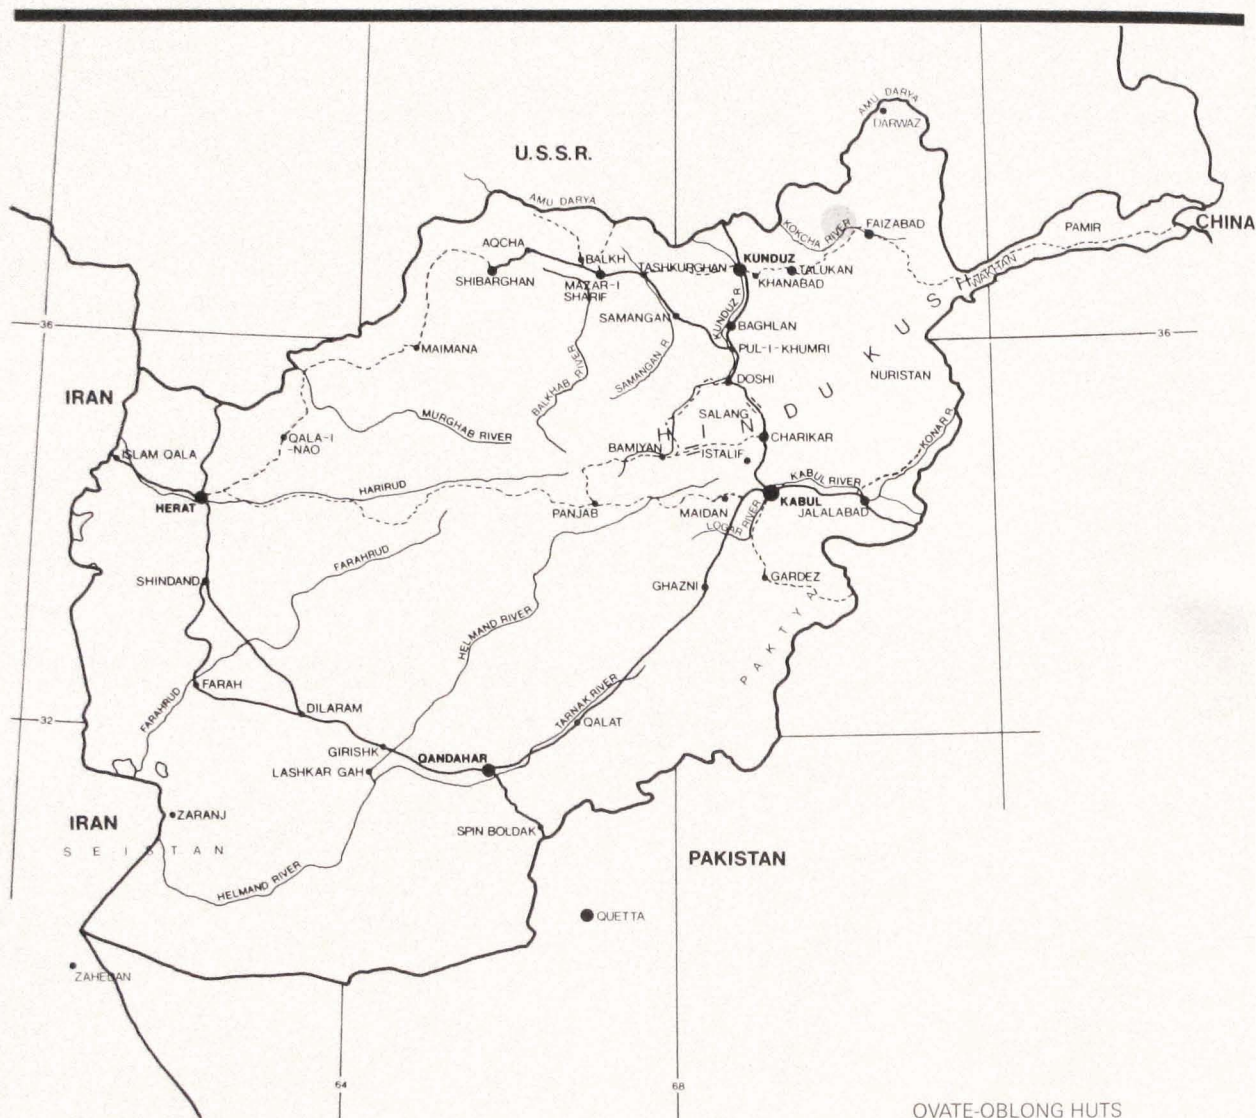 AMU DARYA
DARWAZ
U.S.S.R.
AMU DARYA
KOKCHA RIVER
FAIZABAD
PAMIR
CHINA
WAKHAN
AQCHA
BALKH
TASHKURGHAN
KUNDUZ
TALUKAN
SHIBARGHAN
MAZAR-I
SHARIF
KHANABAD
KUNDUZ R.
SAMANGAN
BAGHLAN
36
36
MAIMANA
PUL-I-KHUMRI
BALKHAB RIVER
SAMANGAN R.
DOSHI
NURISTAN
IRAN
HINDU KUSH
SALANG
MURGHAB RIVER
KONAR R.
QALA-I
-NAO
CHARIKAR
BAMIYAN
ISTALIF
ISLAM QALA
KABUL RIVER
HARIRUD
HERAT
PANJAB
MAIDAN
KABUL
JALALABAD
LOGAR RIVER
FARAHRUD
SHINDAND
GHAZNI
GARDEZ
HELMAND RIVER
PAKTYA
FARAH
FARAHRUD
TARNAK RIVER
DILARAM
32
QALAT
GIRISHK
QANDAHAR
LASHKAR GAH
IRAN
ZARANJ
SEISTAN
SPIN BOLDAK
PAKISTAN
HELMAND RIVER
QUETTA
ZAHEDAN
64
68
OVATE-OBLONG HUTS